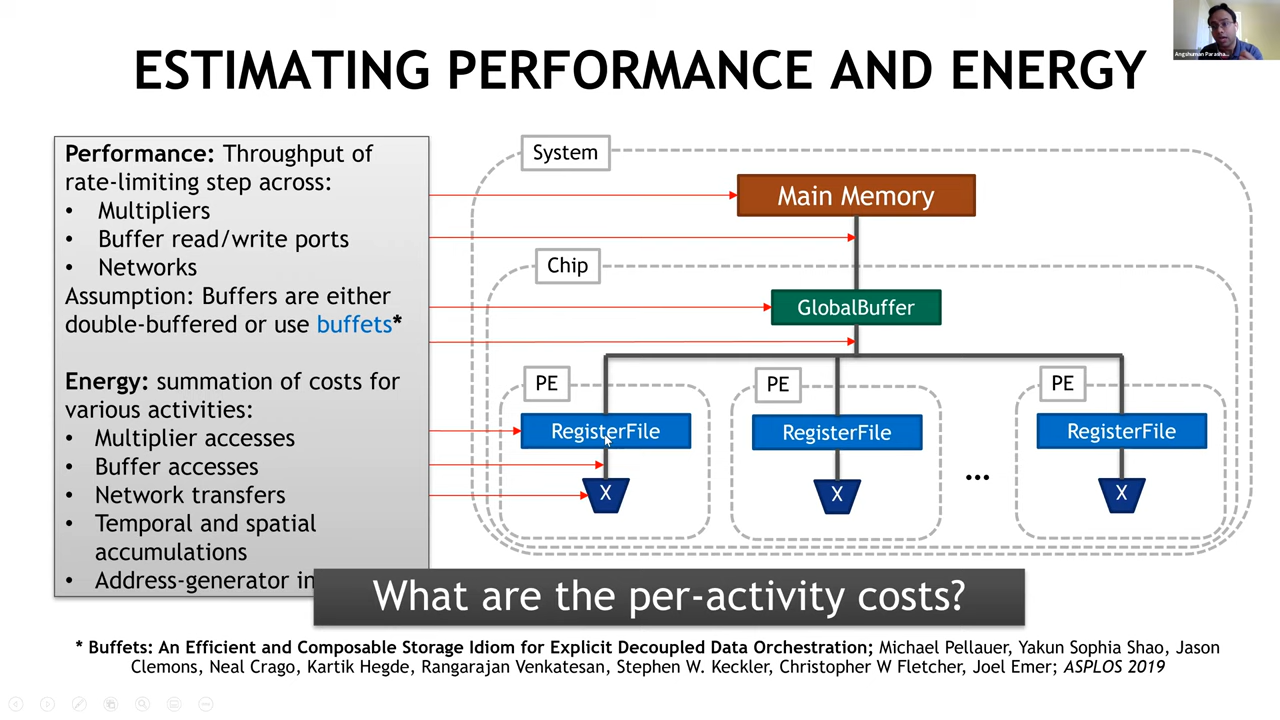 ESTIMATING PERFORMANCE AND ENERGY
Angshuman Parasha...
Performance: Throughput of
rate-limiting step across:
• Multipliers
• Buffer read/write ports
• Networks
Assumption: Buffers are either
double-buffered or use buffets*
Energy: summation of costs for
various activities:
• Multiplier accesses
• Buffer accesses
• Network transfers
• Temporal and spatial
accumulations
• Address-generator in
System
Main Memory
Chip
GlobalBuffer
PE
PE
PE
RegisterFile
RegisterFile
RegisterFile
X
X
...
X
What are the per-activity costs?
* Buffets: An Efficient and Composable Storage Idiom for Explicit Decoupled Data Orchestration; Michael Pellauer, Yakun Sophia Shao, Jason
Clemons, Neal Crago, Kartik Hegde, Rangarajan Venkatesan, Stephen W. Keckler, Christopher W Fletcher, Joel Emer; ASPLOS 2019